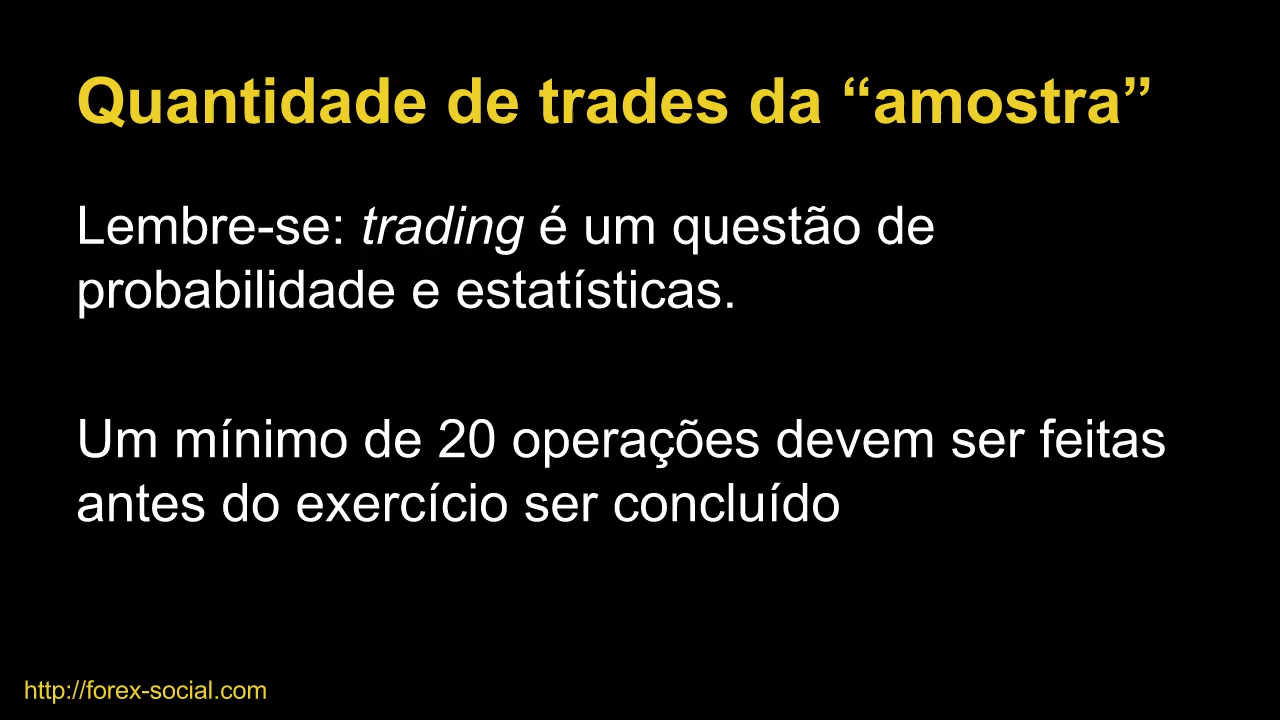 Quantidade de trades da “amostra”
Lembre-se: trading é um questão de
probabilidade e estatísticas.
Um mínimo de 20 operações devem ser feitas
antes do exercício ser concluído
http://forex-social.com